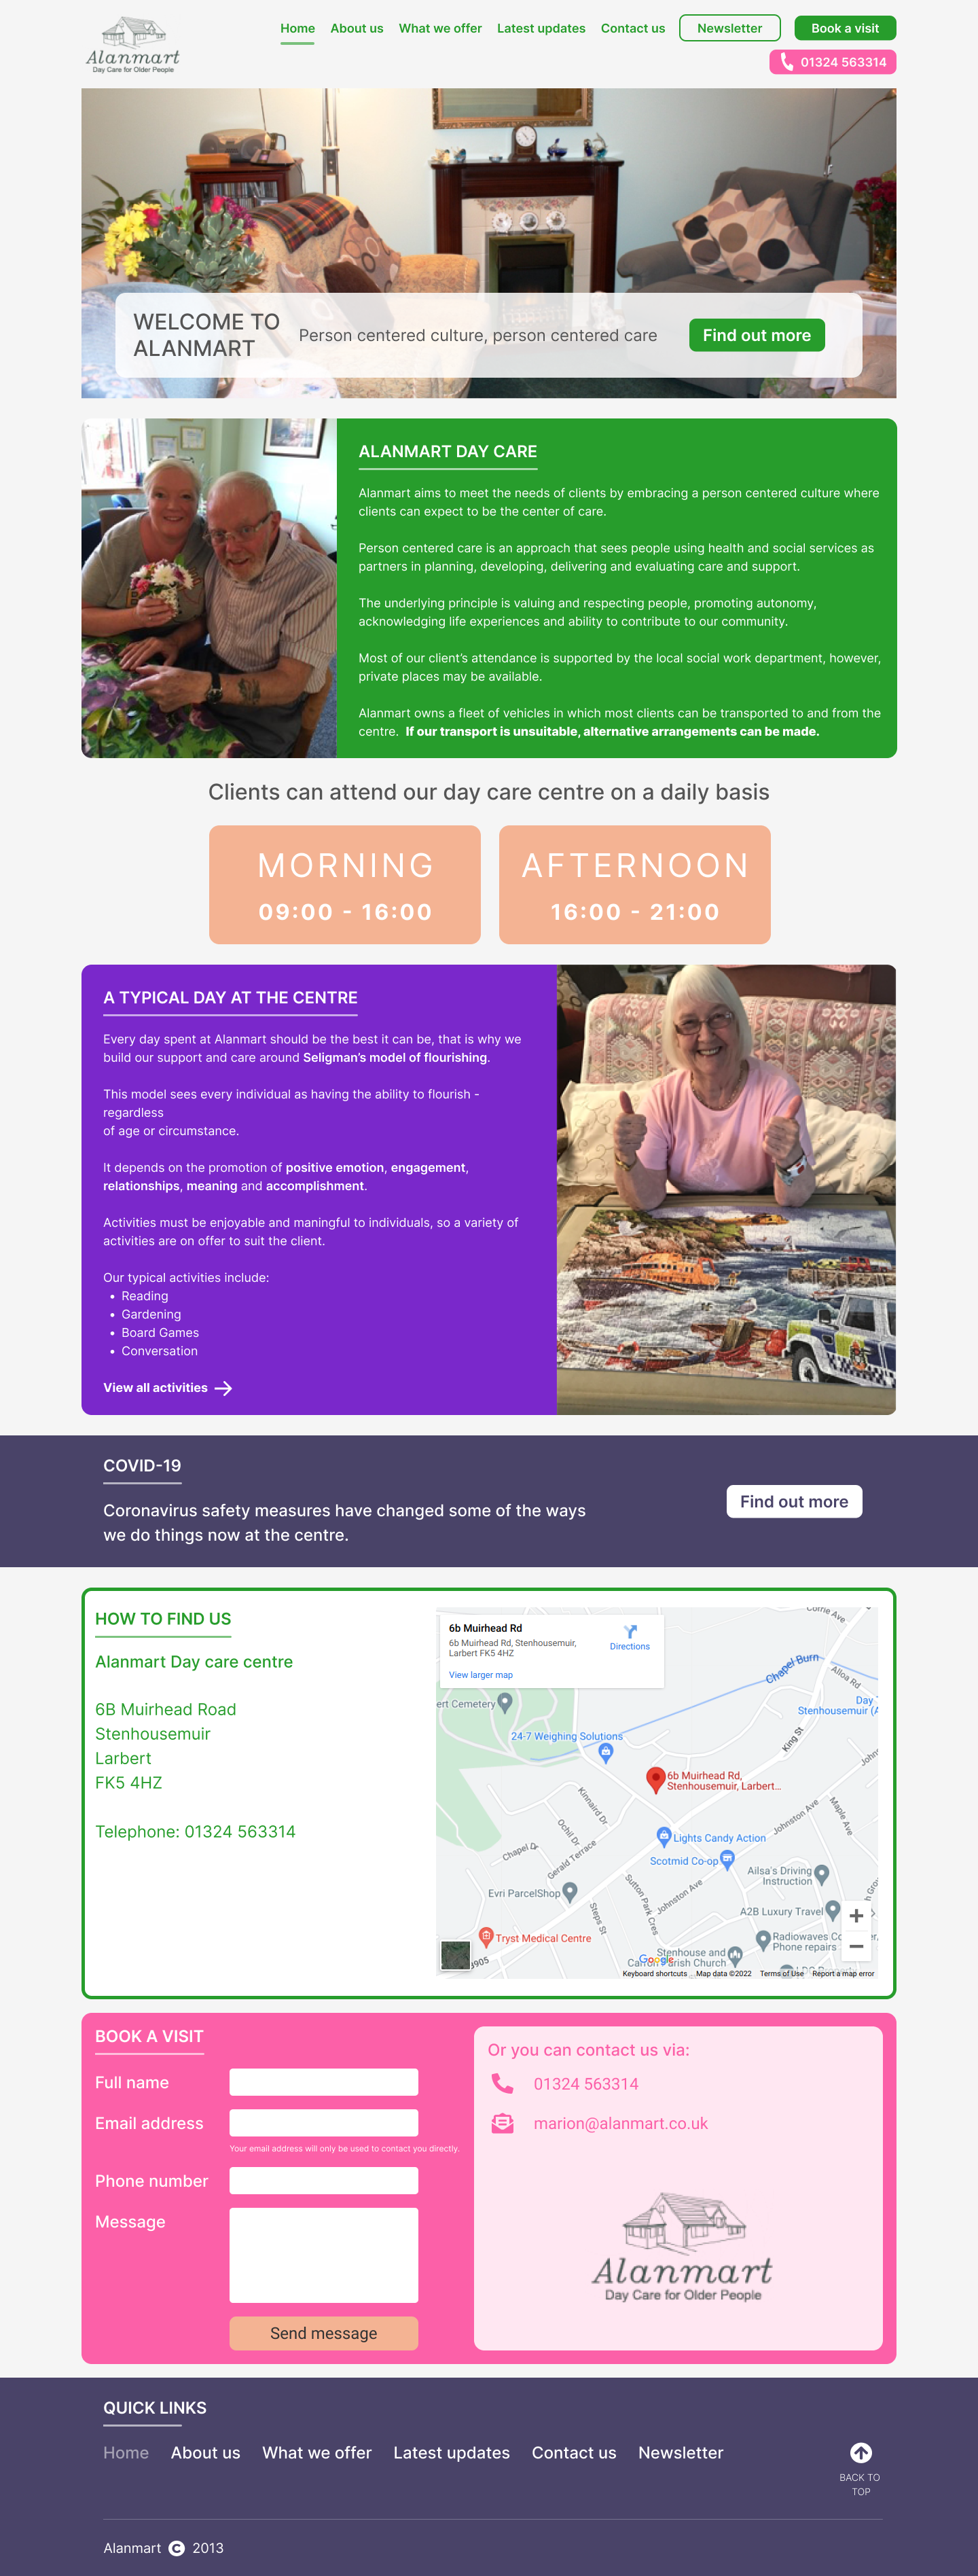 Alanmart
Day Care for Older People
Home About us What we offer Latest updates Contact us Newsletter Book a visit
01324 563314
WELCOME TO
ALANMART
Person centered culture, person centered care
Find out more
ALANMART DAY CARE
Alanmart aims to meet the needs of clients by embracing a person centered culture where
clients can expect to be the center of care.
Person centered care is an approach that sees people using health and social services as
partners in planning, developing, delivering and evaluating care and support.
The underlying principle is valuing and respecting people, promoting autonomy,
acknowledging life experiences and ability to contribute to our community.
Most of our client's attendance is supported by the local social work department, however,
private places may be available.
Alanmart owns a fleet of vehicles in which most clients can be transported to and from the
centre. If our transport is unsuitable, alternative arrangements can be made.
Clients can attend our day care centre on a daily basis
MORNING
09:00 - 16:00
AFTERNOON
16:00 - 21:00
A TYPICAL DAY AT THE CENTRE
Every day spent at Alanmart should be the best it can be, that is why we
build our support and care around Seligman's model of flourishing.
This model sees every individual as having the ability to flourish -
regardless
of age or circumstance.
It depends on the promotion of positive emotion, engagement,
relationships, meaning and accomplishment.
Activities must be enjoyable and maningful to individuals, so a variety of
activities are on offer to suit the client.
Our typical activities include:
• Reading
• Gardening
• Board Games
• Conversation
View all activities
COVID-19
Coronavirus safety measures have changed some of the ways
we do things now at the centre.
Find out more
HOW TO FIND US
Alanmart Day care centre
6B Muirhead Road
Stenhousemuir
Larbert
FK5 4HZ
Telephone: 01324 563314
6b Muirhead Rd
6b Muirhead Rd, Stenhousemuir,
Larbert FK5 4HZ
Directions
View larger map
Corrie Ave
Chapel Burn
Alloa Rd
ert Cemetery
Day
Stenhousemuir (A
24-7 Weighing Solutions
King St
John
6b Muirhead Rd,
Stenhousemuir, Larbert...
Kinnaird Dr
Maple Ave
Johnston Ave
Ochil Dr
Lights Candy Action
Chapel D
Gerald Terrace
Scotmid Co-op
Ailsa's Driving
Instruction
Evri ParcelShop
Sutton Park Cres
Johnston Ave
A2B Luxury Travel
Steps St
Tryst Medical Centre
Radiowaves Co
Phone repairs
Stenhouse and
Carron Parish Church
Google
Keyboard shortcuts Map data ©2022 Terms of Use Report a map error
BOOK A VISIT
Full name
Email address
Your email address will only be used to contact you directly.
Phone number
Message
Send message
Or you can contact us via:
01324 563314
marion@alanmart.co.uk
Alanmart
Day Care for Older People
QUICK LINKS
Home About us What we offer Latest updates Contact us Newsletter
BACK TO
TOP
Alanmart © 2013